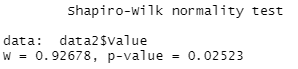 Shapiro-Wilk normality test
data: data2$Value
W = 0.92678, p-value = 0.02523